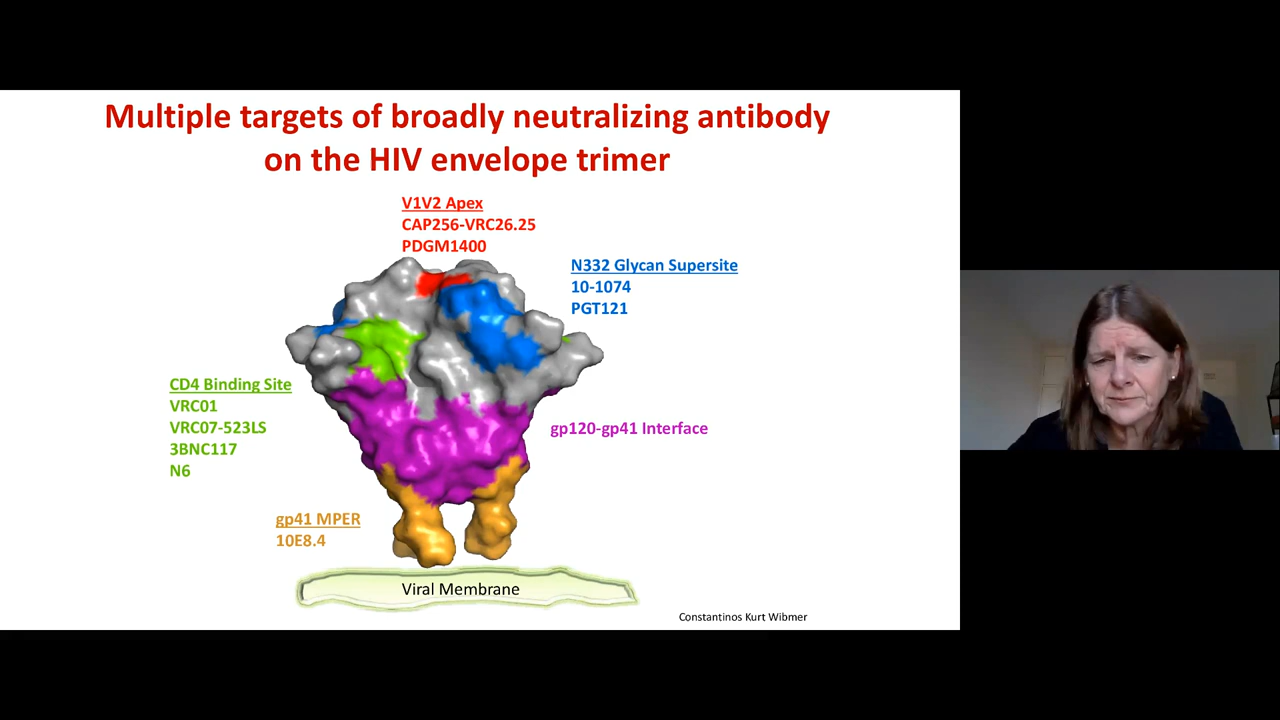 Multiple targets of broadly neutralizing antibody
on the HIV envelope trimer
V1V2 Apex
CAP256-VRC26.25
PDGM1400
N332 Glycan Supersite
10-1074
PGT121
CD4 Binding Site
VRC01
VRC07-523LS
3BNC117
N6
gp120-gp41 Interface
gp41 MPER
10E8.4
Viral Membrane
Constantinos Kurt Wibmer